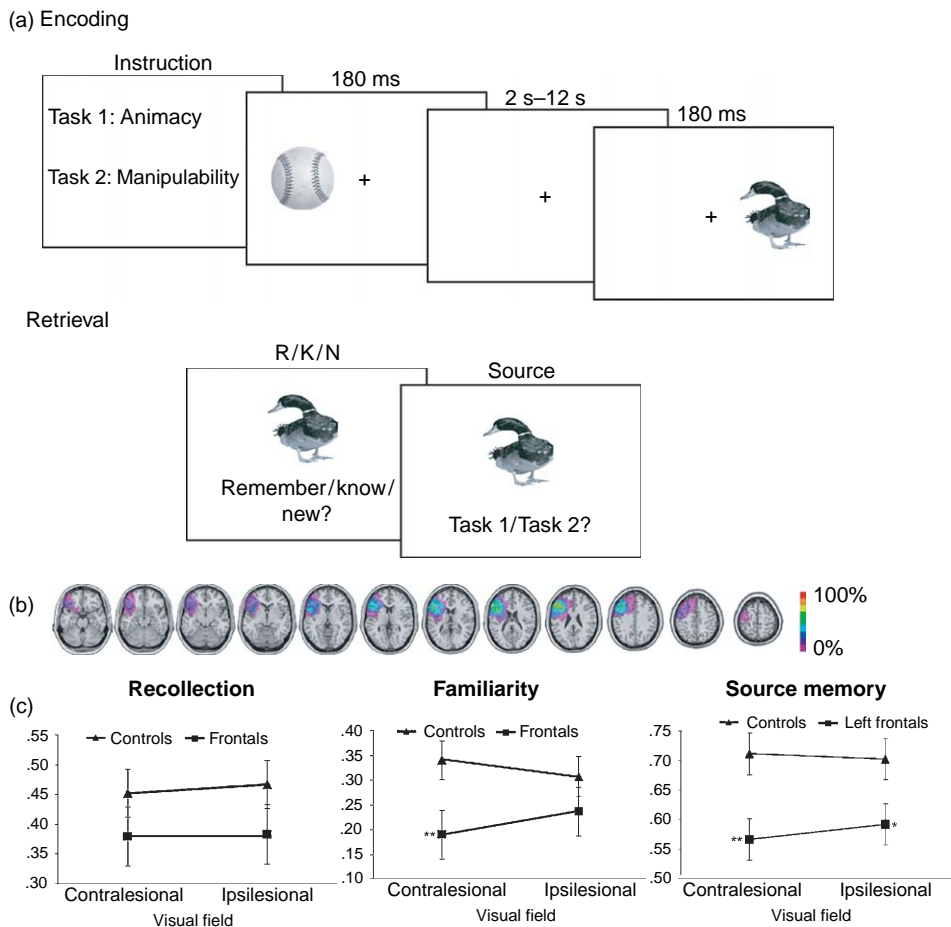 (a) Encoding
Instruction
180 ms
2 s–12 s
180 ms
Task 1: Animacy
Task 2: Manipulability
+
+
+
Retrieval
R/K/N
Source
Remember/know/
new?
Task 1/Task 2?
(b)
100%
0%
(c)
Recollection
Controls Frontals
.55
.50
.45
.40
.35
.30
Contralesional Ipsilesional
Visual field
Familiarity
Controls Frontals
.40
.35
.30
.20
.15
.10
**
Contralesional Ipsilesional
Visual field
Source memory
Controls Left frontals
.75
.70
.65
.60
.55
.50
**
*
Contralesional Ipsilesional
Visual field